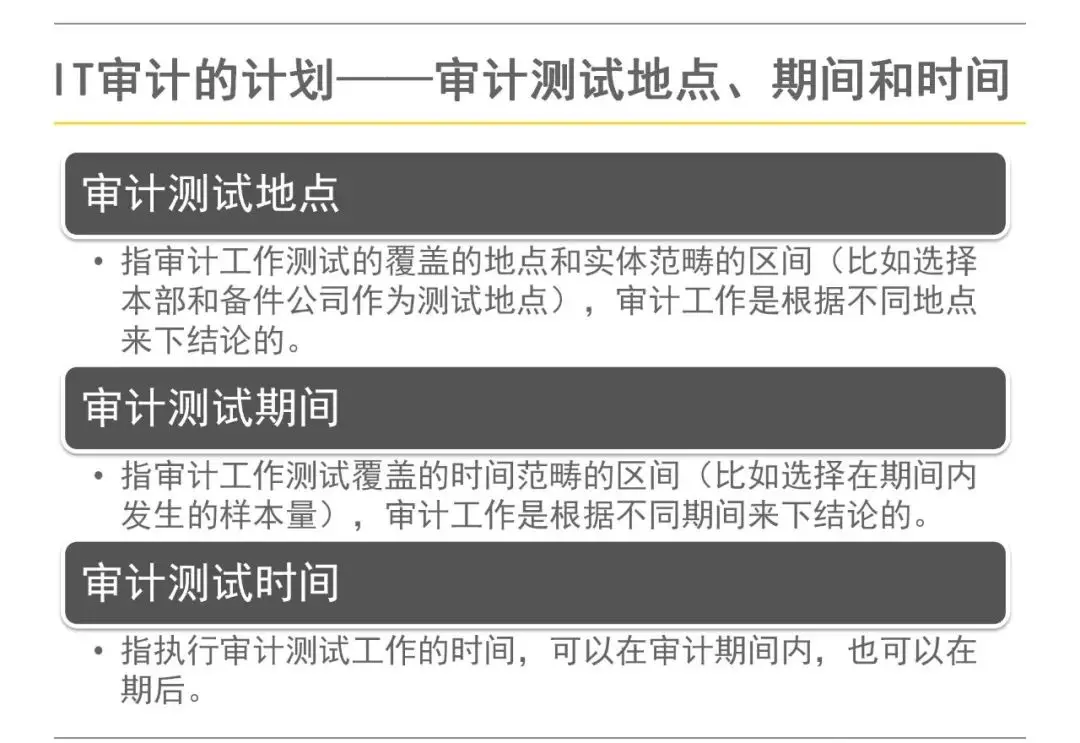 IT审计的计划——审计测试地点、期间和时间
审计测试地点
• 指审计工作测试的覆盖的地点和实体范畴的区间（比如选择
本部和备件公司作为测试地点），审计工作是根据不同地点
来下结论的。
审计测试期间
• 指审计工作测试覆盖的时间范畴的区间（比如选择在期间内
发生的样本量），审计工作是根据不同期间来下结论的。
审计测试时间
• 指执行审计测试工作的时间，可以在审计期间内，也可以在
期后。